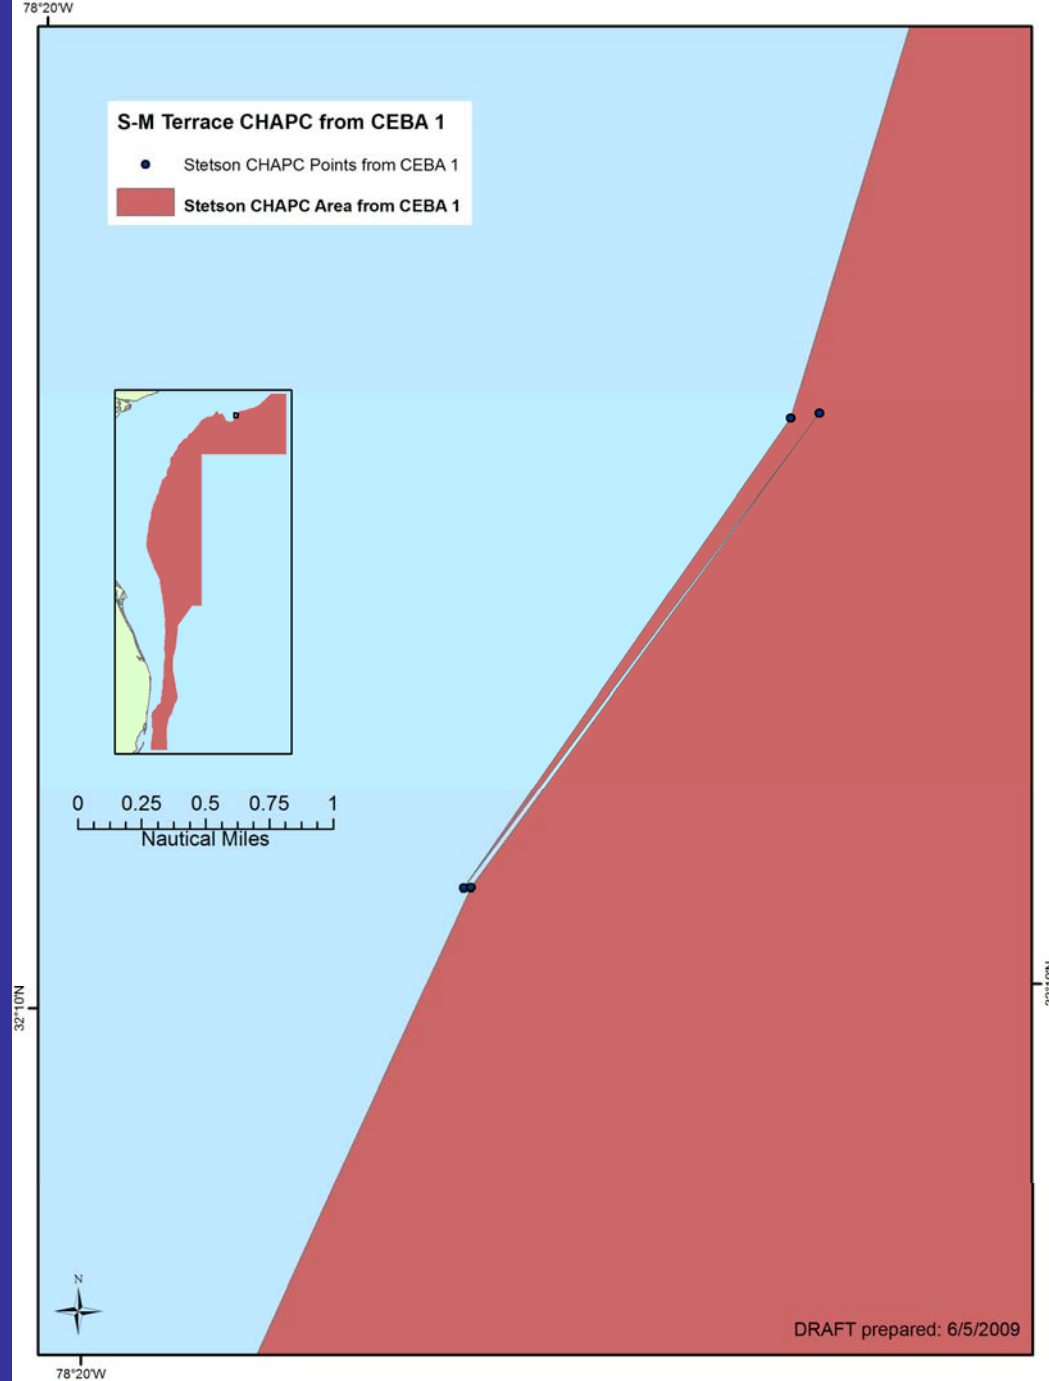 78°20'W
S-M Terrace CHAPC from CEBA 1
Stetson CHAPC Points from CEBA 1
Stetson CHAPC Area from CEBA 1
0 0.25 0.5 0.75 1
Nautical Miles
32°10'N
N
DRAFT prepared: 6/5/2009
78°20'W